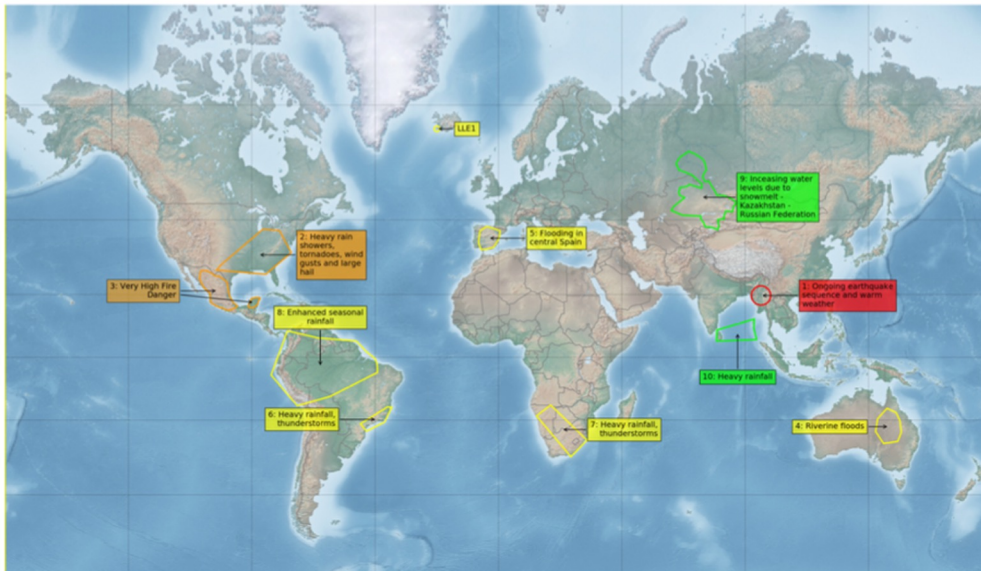 LLE1
9: Inceasing water
levels due to
snowmelt -
Kazakhstan -
Russian Federation
2: Heavy rain
showers,
tornadoes, wind
gusts and large
hail
5: Flooding in
central Spain
3: Very High Fire
Danger
1: Ongoing earthquake
sequence and warm
weather
8: Enhanced seasonal
rainfall
10: Heavy rainfall
6: Heavy rainfall,
thunderstorms
7: Heavy rainfall,
thunderstorms
4: Riverine floods